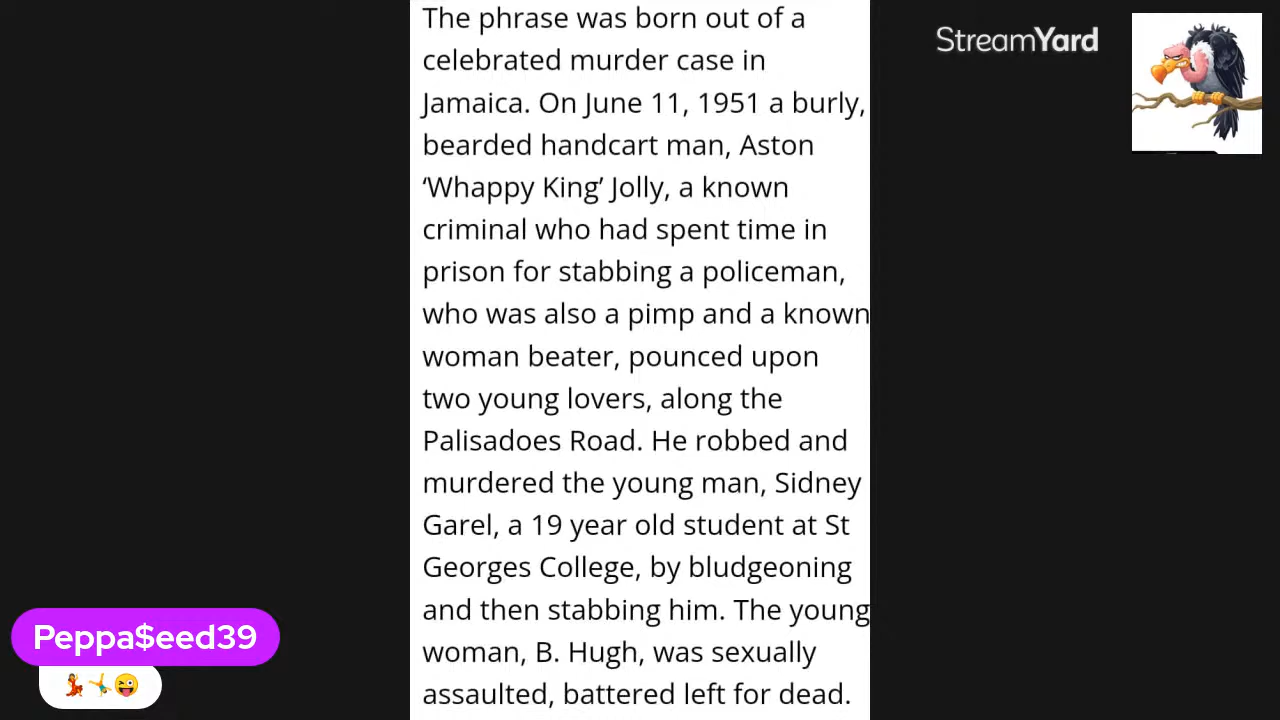 The phrase was born out of a
celebrated murder case in
Jamaica. On June 11, 1951 a burly,
bearded handcart man, Aston
‘Whappy King’ Jolly, a known
criminal who had spent time in
prison for stabbing a policeman,
who was also a pimp and a known
woman beater, pounced upon
two young lovers, along the
Palisadoes Road. He robbed and
murdered the young man, Sidney
Garel, a 19 year old student at St
Georges College, by bludgeoning
and then stabbing him. The young
woman, B. Hugh, was sexually
assaulted, battered left for dead.
StreamYard
Peppa$eed39
💃🤸😜